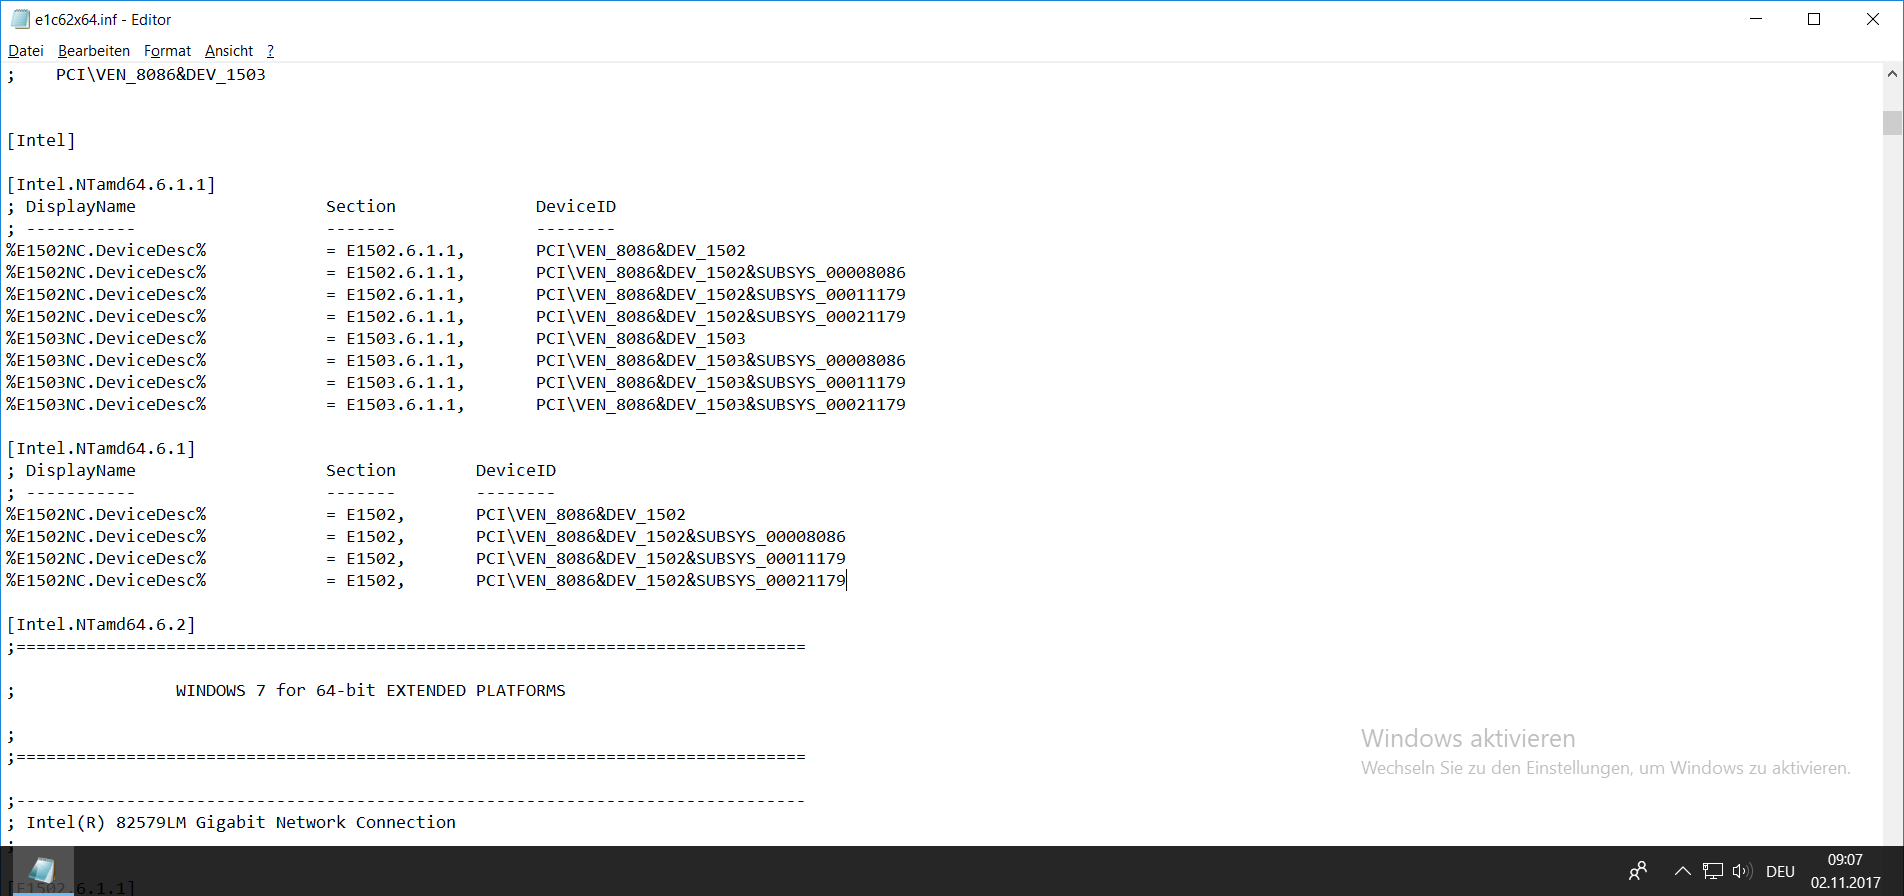 e1c62x64.inf - Editor
Datei Bearbeiten Format Ansicht ?
; PCI\VEN_8086&DEV_1503
[Intel]
[Intel.NTamd64.6.1.1]
; DisplayName Section DeviceID
; ----------- ------- --------
%E1502NC.DeviceDesc% = E1502.6.1.1, PCI\VEN_8086&DEV_1502
%E1502NC.DeviceDesc% = E1502.6.1.1, PCI\VEN_8086&DEV_1502&SUBSYS_00008086
%E1502NC.DeviceDesc% = E1502.6.1.1, PCI\VEN_8086&DEV_1502&SUBSYS_00011179
%E1502NC.DeviceDesc% = E1502.6.1.1, PCI\VEN_8086&DEV_1502&SUBSYS_00021179
%E1503NC.DeviceDesc% = E1503.6.1.1, PCI\VEN_8086&DEV_1503
%E1503NC.DeviceDesc% = E1503.6.1.1, PCI\VEN_8086&DEV_1503&SUBSYS_00008086
%E1503NC.DeviceDesc% = E1503.6.1.1, PCI\VEN_8086&DEV_1503&SUBSYS_00011179
%E1503NC.DeviceDesc% = E1503.6.1.1, PCI\VEN_8086&DEV_1503&SUBSYS_00021179
[Intel.NTamd64.6.1]
; DisplayName Section DeviceID
; ----------- ------- --------
%E1502NC.DeviceDesc% = E1502, PCI\VEN_8086&DEV_1502
%E1502NC.DeviceDesc% = E1502, PCI\VEN_8086&DEV_1502&SUBSYS_00008086
%E1502NC.DeviceDesc% = E1502, PCI\VEN_8086&DEV_1502&SUBSYS_00011179
%E1502NC.DeviceDesc% = E1502, PCI\VEN_8086&DEV_1502&SUBSYS_00021179
[Intel.NTamd64.6.2]
;===============================================================================
; WINDOWS 7 for 64-bit EXTENDED PLATFORMS
;
;===============================================================================
;-------------------------------------------------------------------------------
; Intel(R) 82579LM Gigabit Network Connection
;
[E1502.6.1.1]
Windows aktivieren
Wechseln Sie zu den Einstellungen, um Windows zu aktivieren.
DEU
09:07
02.11.2017